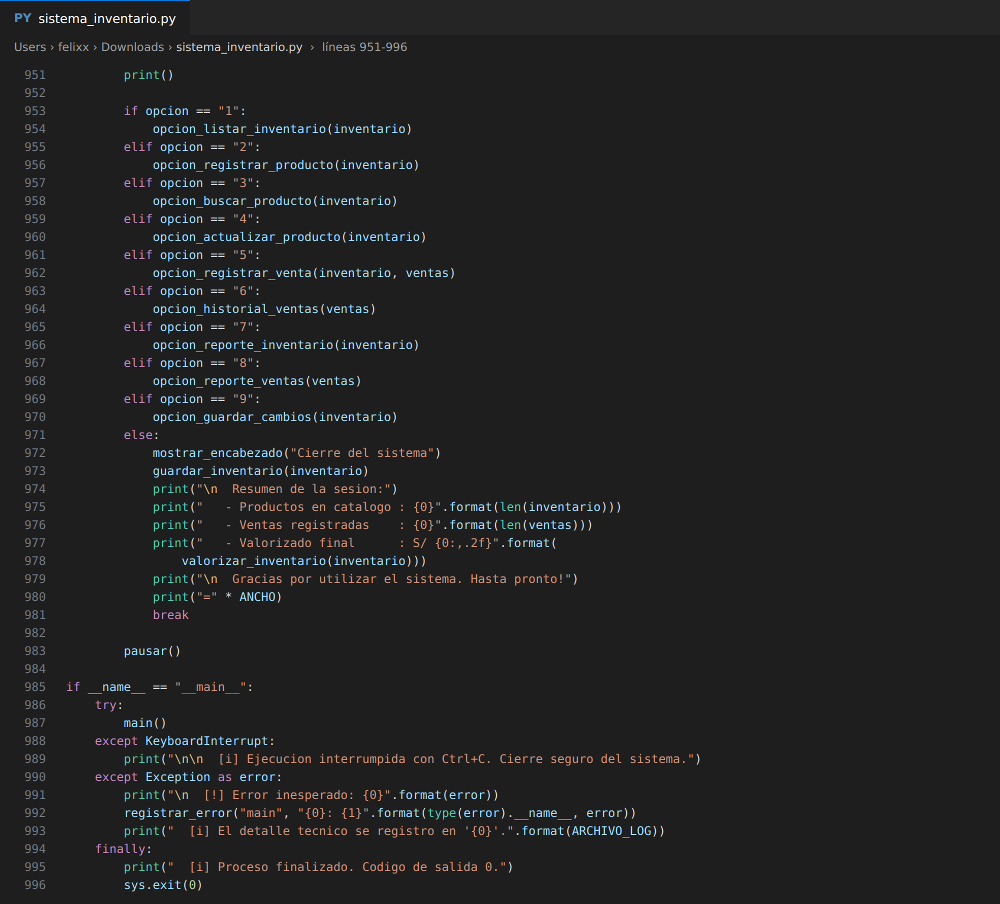 PY sistema_inventario.py
Users › felixx › Downloads › sistema_inventario.py › líneas 951-996
951         print()
952
953         if opcion == "1":
954             opcion_listar_inventario(inventario)
955         elif opcion == "2":
956             opcion_registrar_producto(inventario)
957         elif opcion == "3":
958             opcion_buscar_producto(inventario)
959         elif opcion == "4":
960             opcion_actualizar_producto(inventario)
961         elif opcion == "5":
962             opcion_registrar_venta(inventario, ventas)
963         elif opcion == "6":
964             opcion_historial_ventas(ventas)
965         elif opcion == "7":
966             opcion_reporte_inventario(inventario)
967         elif opcion == "8":
968             opcion_reporte_ventas(ventas)
969         elif opcion == "9":
970             opcion_guardar_cambios(inventario)
971         else:
972             mostrar_encabezado("Cierre del sistema")
973             guardar_inventario(inventario)
974             print("\n  Resumen de la sesion:")
975             print("   - Productos en catalogo : {0}".format(len(inventario)))
976             print("   - Ventas registradas    : {0}".format(len(ventas)))
977             print("   - Valorizado final      : S/ {0:,.2f}".format(
978                 valorizar_inventario(inventario)))
979             print("\n  Gracias por utilizar el sistema. Hasta pronto!")
980             print("=" * ANCHO)
981             break
982
983         pausar()
984
985 if __name__ == "__main__":
986     try:
987         main()
988     except KeyboardInterrupt:
989         print("\n\n  [i] Ejecucion interrumpida con Ctrl+C. Cierre seguro del sistema.")
990     except Exception as error:
991         print("\n  [!] Error inesperado: {0}".format(error))
992         registrar_error("main", "{0}: {1}".format(type(error).__name__, error))
993         print("  [i] El detalle tecnico se registro en '{0}'.".format(ARCHIVO_LOG))
994     finally:
995         print("  [i] Proceso finalizado. Codigo de salida 0.")
996         sys.exit(0)